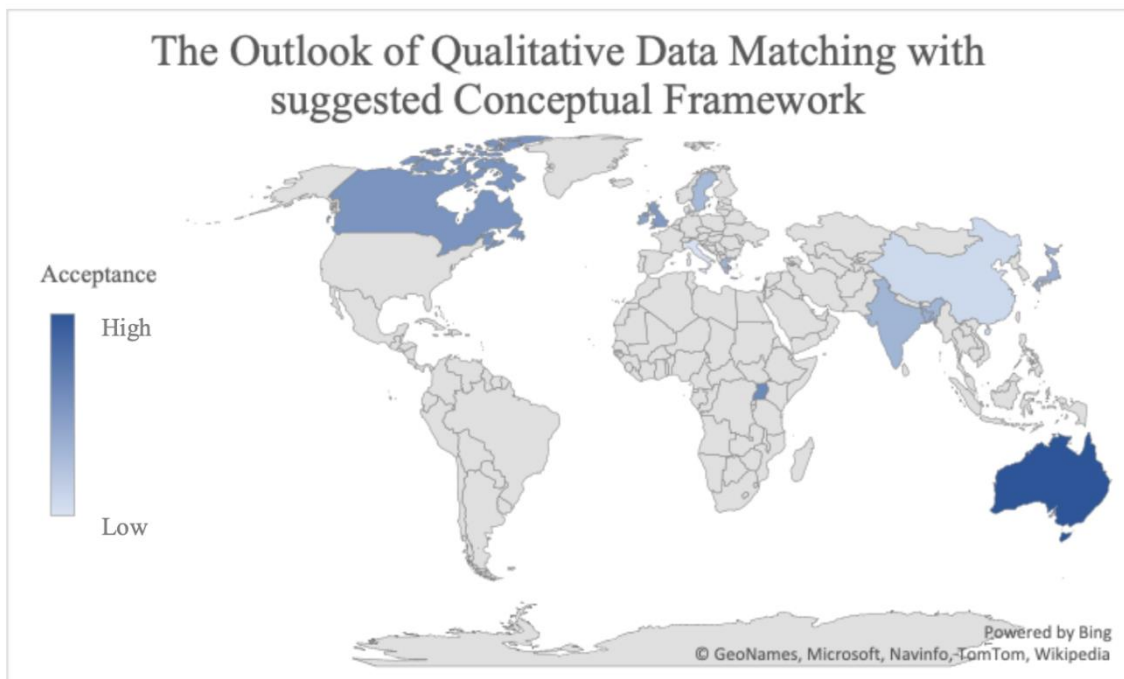 The Outlook of Qualitative Data Matching with
suggested Conceptual Framework
Acceptance
High
Low
Powered by Bing
© GeoNames, Microsoft, Navinfo, TomTom, Wikipedia